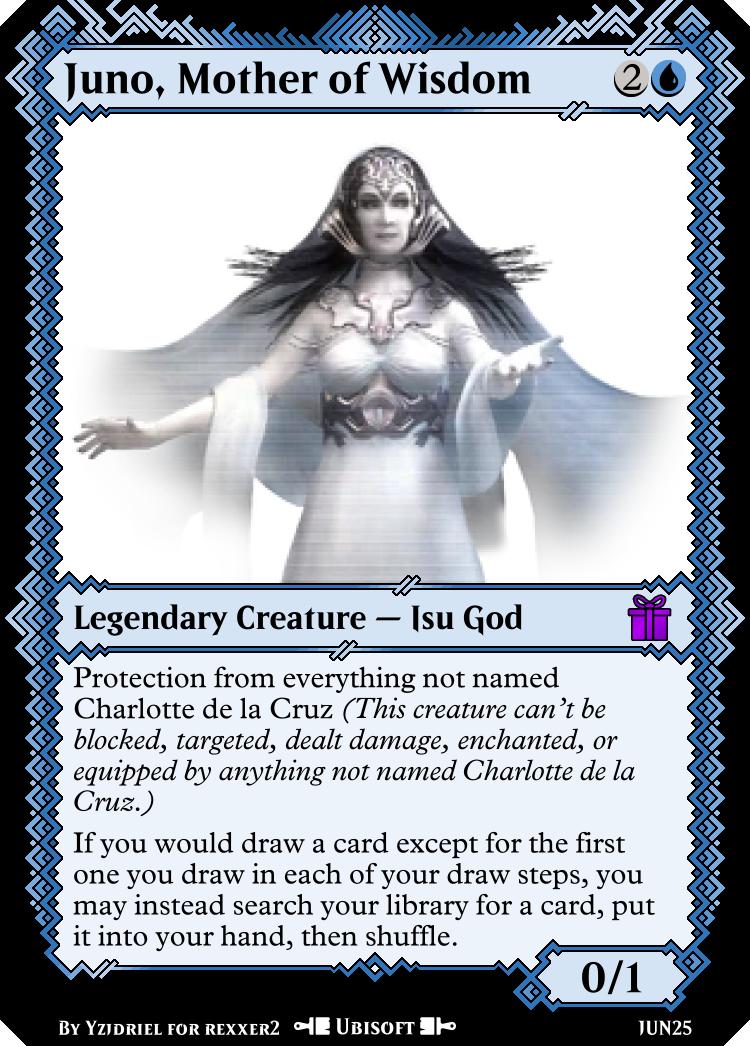 Juno, Mother of Wisdom 2
Legendary Creature — Isu God
Protection from everything not named
Charlotte de la Cruz (This creature can't be
blocked, targeted, dealt damage, enchanted, or
equipped by anything not named Charlotte de la
Cruz.)
If you would draw a card except for the first
one you draw in each of your draw steps, you
may instead search your library for a card, put
it into your hand, then shuffle.
0/1
By Yzidriel for rexxer2 Ubisoft JUN25